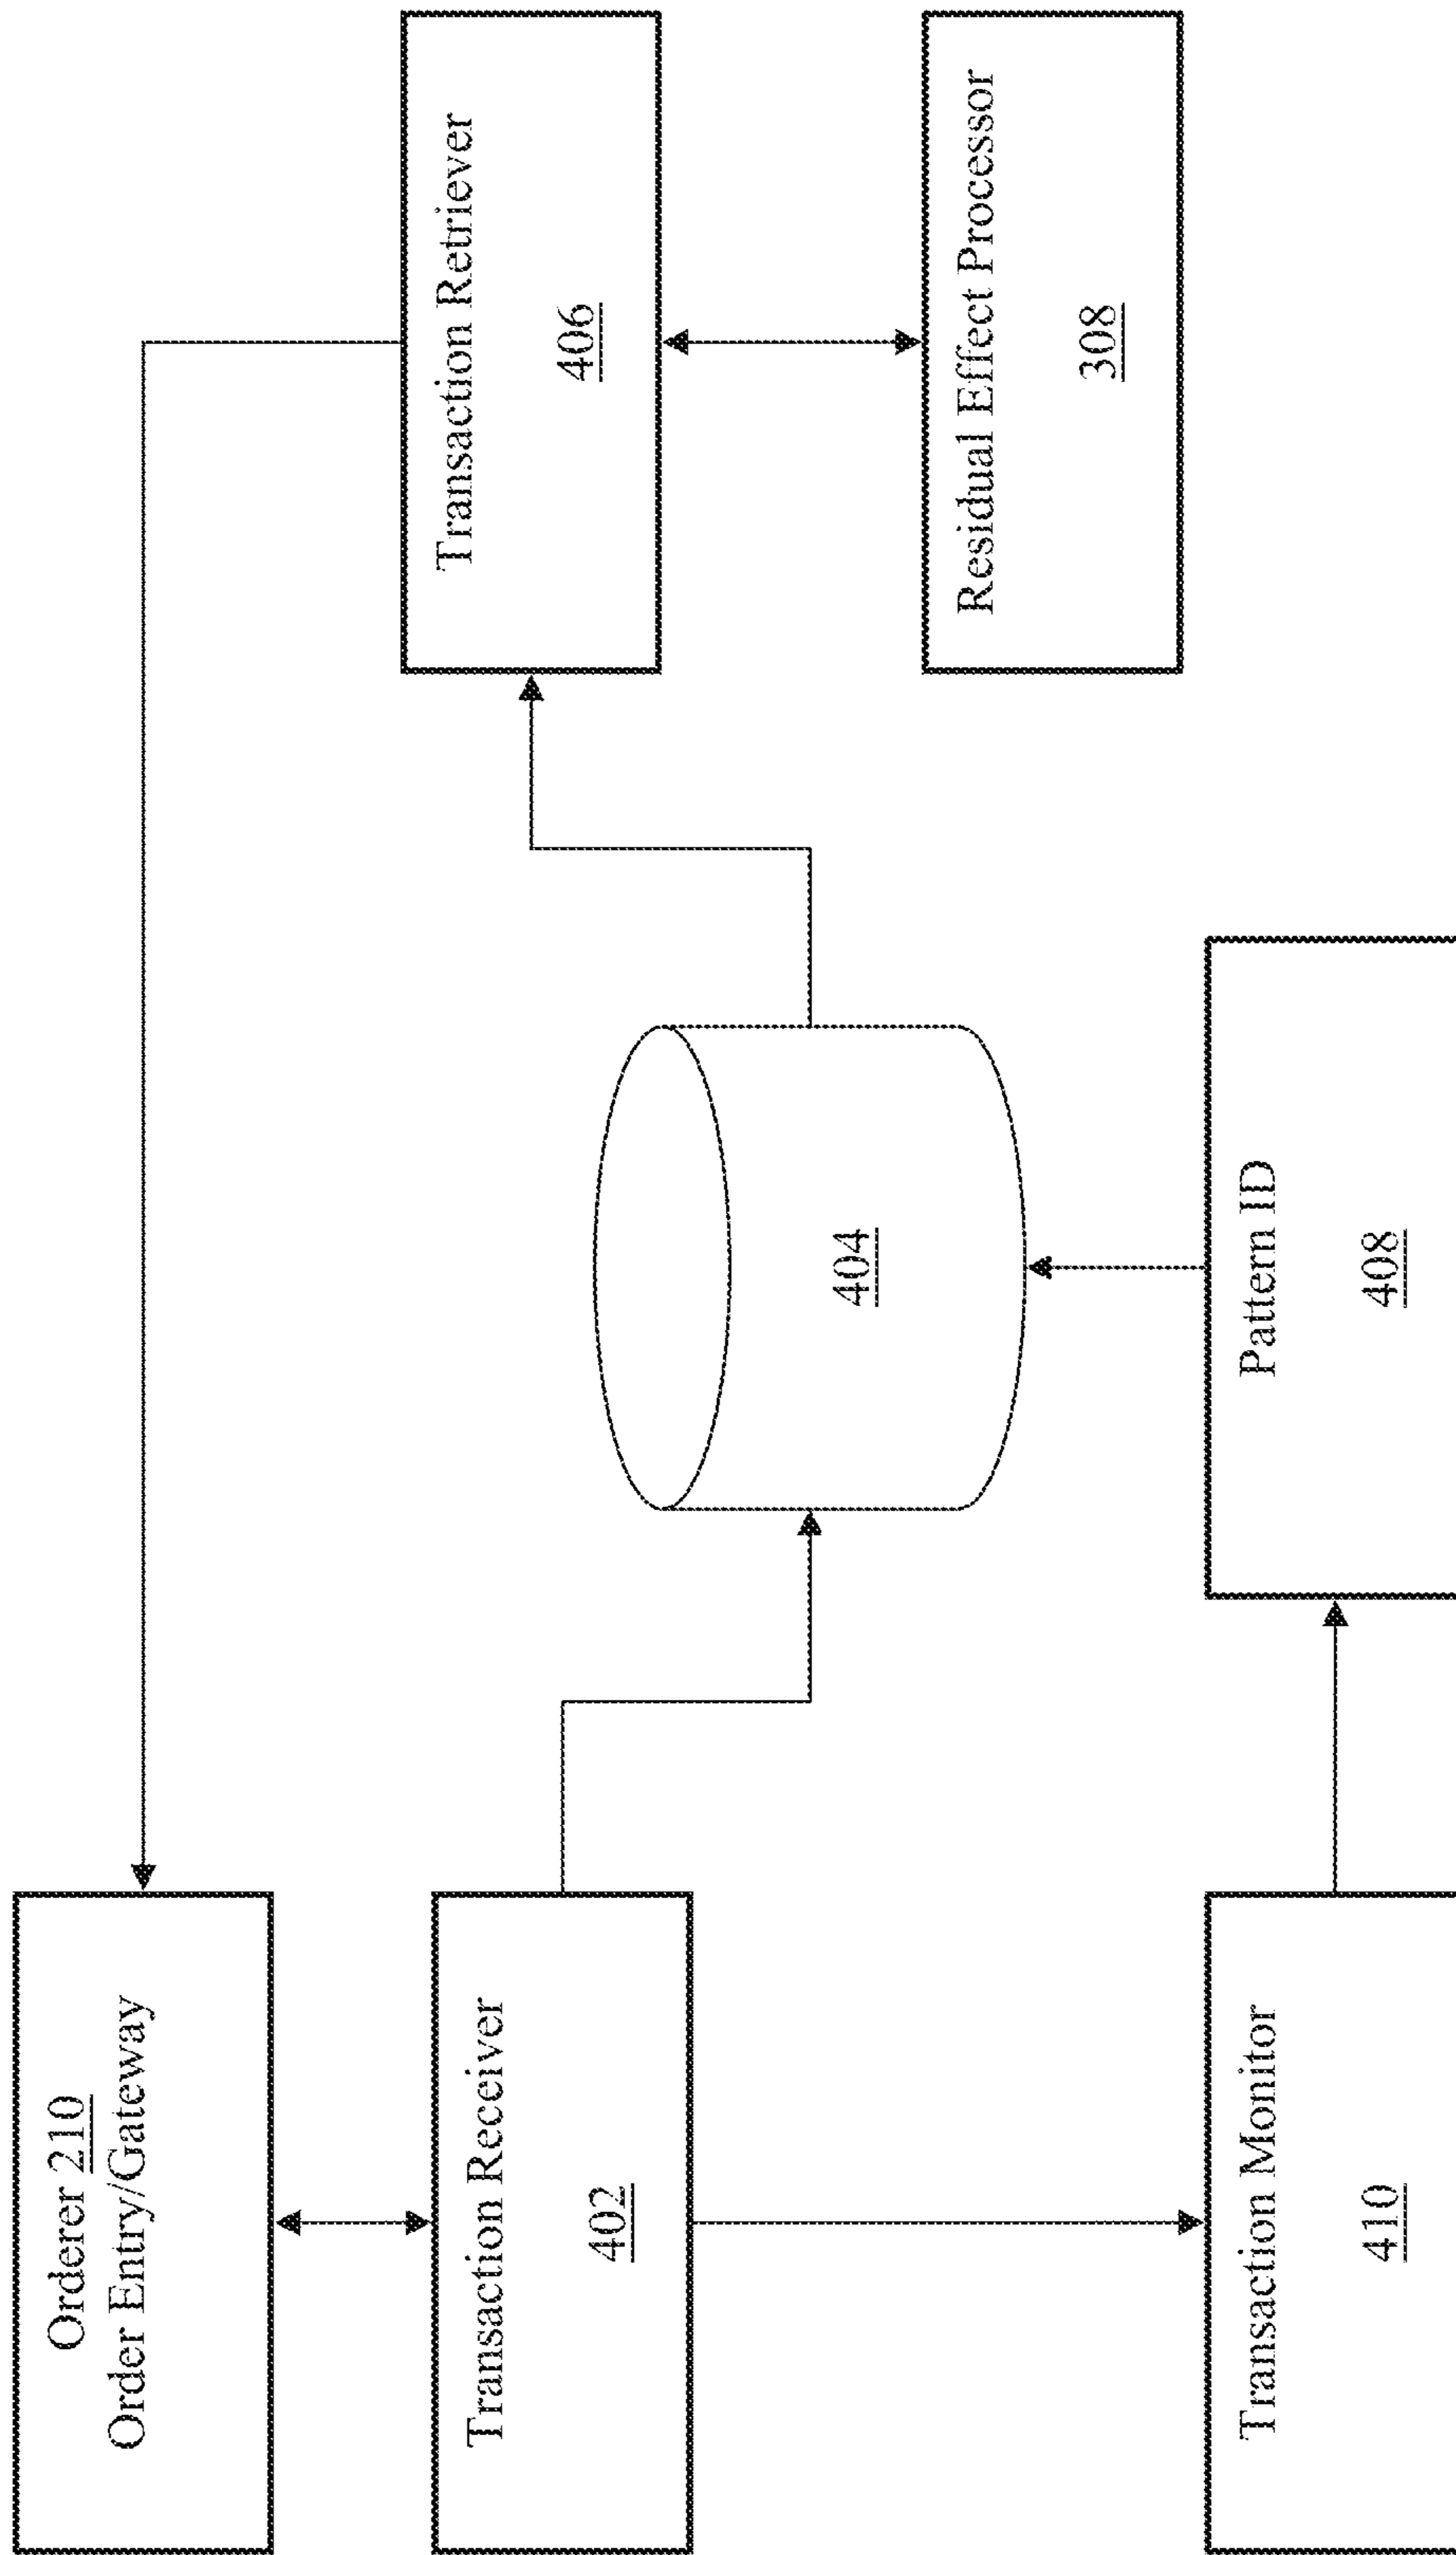 Orderer 210
Order Entry/Gateway
Transaction Receiver
402
Transaction Monitor
410
404
Pattern ID
408
Transaction Retriever
406
Residual Effect Processor
308